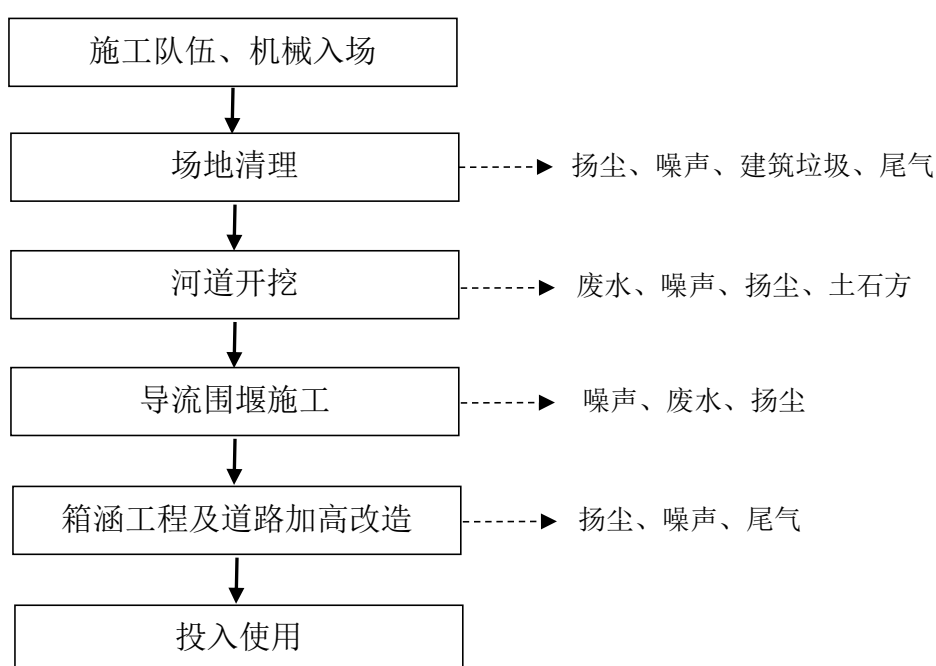 施工队伍、机械入场
场地清理
扬尘、噪声、建筑垃圾、尾气
河道开挖
废水、噪声、扬尘、土石方
导流围堰施工
噪声、废水、扬尘
箱涵工程及道路加高改造
扬尘、噪声、尾气
投入使用